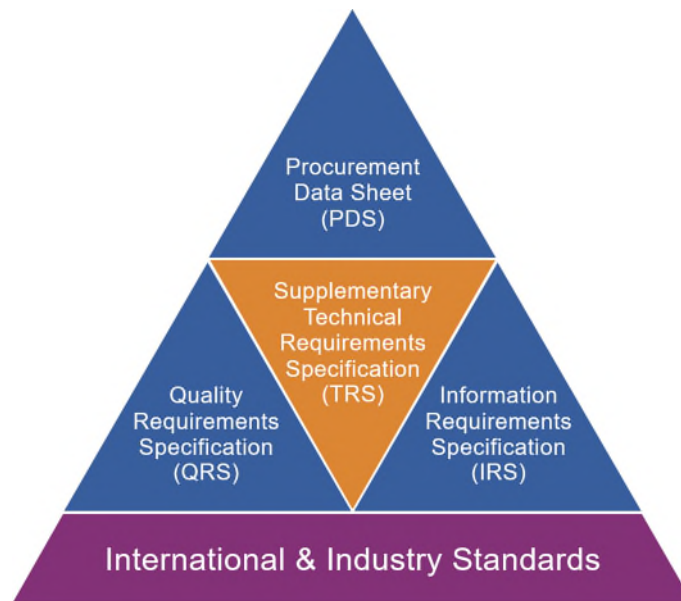 Procurement
Data Sheet
(PDS)
Supplementary
Technical
Requirements
Specification
(TRS)
Quality
Requirements
Specification
(QRS)
Information
Requirements
Specification
(IRS)
International & Industry Standards